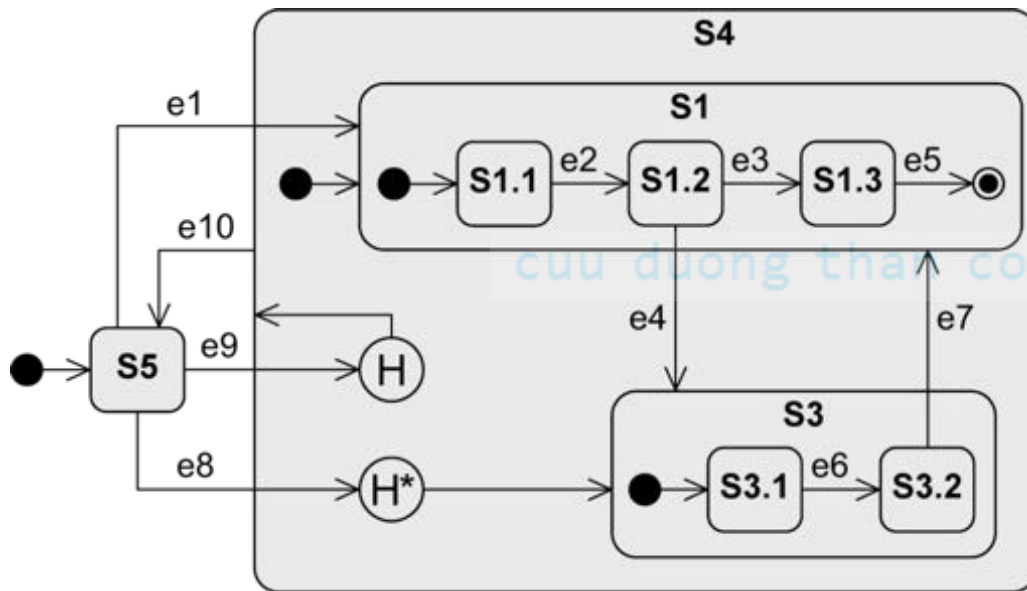 S4
S1
e1
S1.1
e2
S1.2
e3
S1.3
e5
e10
cuu duong than co
e4
e7
S5
e9
H
S3
e8
H*
S3.1
e6
S3.2